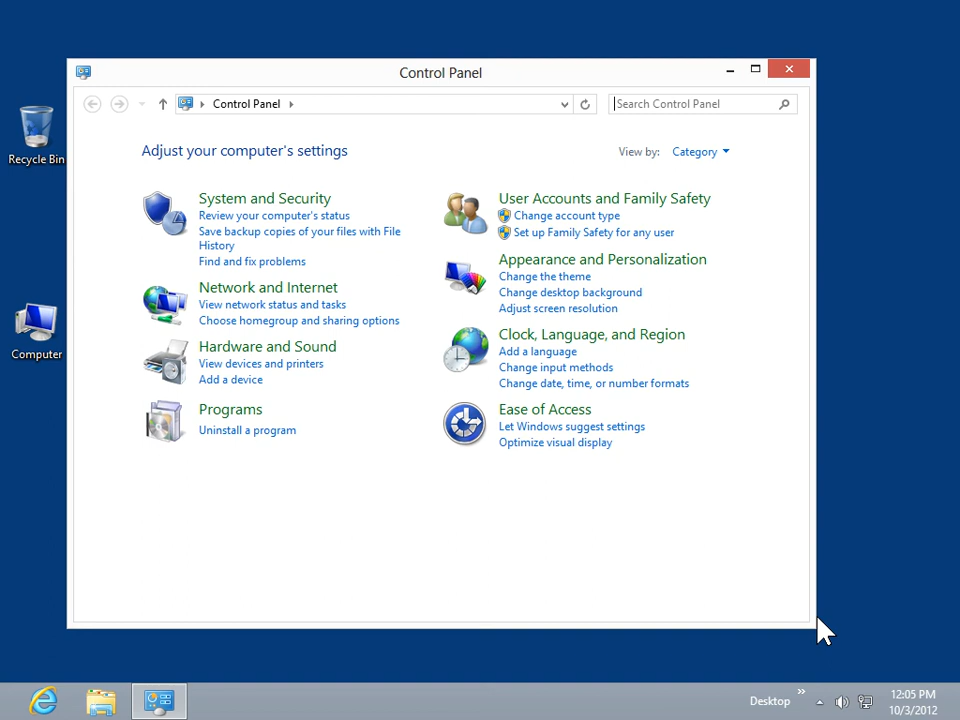 Control Panel
Control Panel
Search Control Panel
Adjust your computer's settings
View by: Category
Recycle Bin
Computer
System and Security
Review your computer's status
Save backup copies of your files with File
History
Find and fix problems
Network and Internet
View network status and tasks
Choose homegroup and sharing options
Hardware and Sound
View devices and printers
Add a device
Programs
Uninstall a program
User Accounts and Family Safety
Change account type
Set up Family Safety for any user
Appearance and Personalization
Change the theme
Change desktop background
Adjust screen resolution
Clock, Language, and Region
Add a language
Change input methods
Change date, time, or number formats
Ease of Access
Let Windows suggest settings
Optimize visual display
Desktop
12:05 PM
10/3/2012